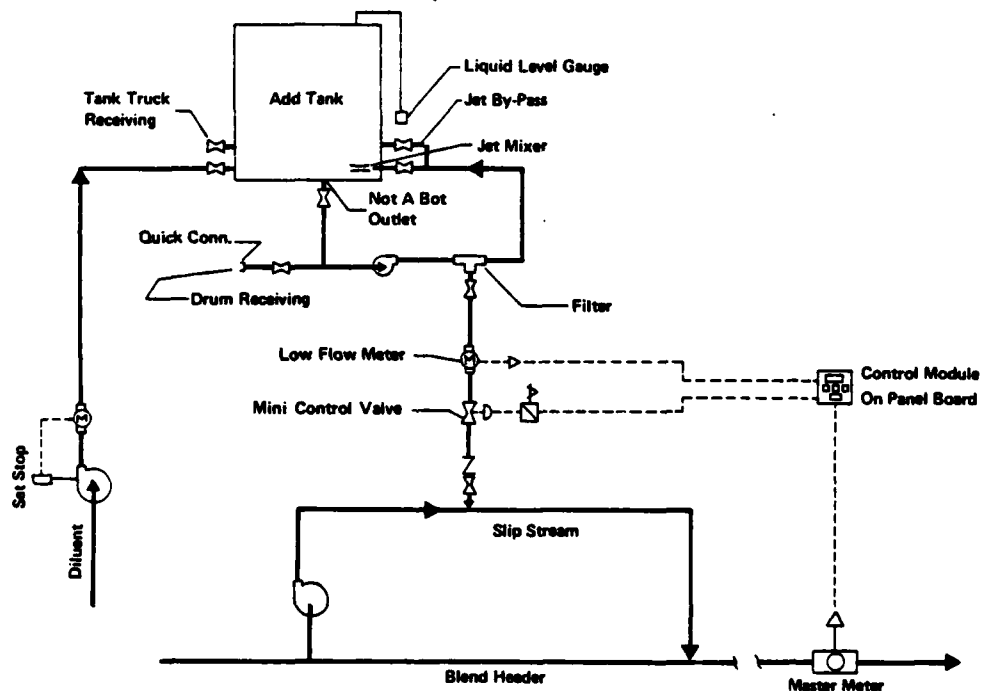 Liquid Level Gauge
Tank Truck
Receiving
Add Tank
Jet By-Pass
Jet Mixer
Not A Bot
Outlet
Quick Conn.
Drum Receiving
Filter
Low Flow Meter
M
Control Module
On Panel Board
Mini Control Valve
M
Set Stop
Diluent
Slip Stream
Blend Header
Master Meter